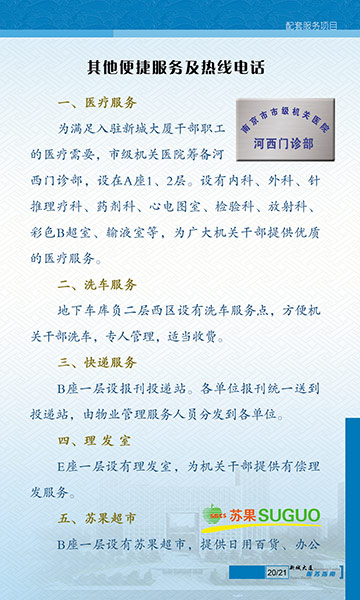 配套服务项目
其他便捷服务及热线电话
一、医疗服务
为满足入驻新城大厦干部职工
的医疗需要，市级机关医院筹备河
西门诊部，设在A座1、2层。设有内科、外科、针
推理疗科、药剂科、心电图室、检验科、放射科、
彩色B超室、输液室等，为广大机关干部提供优质
的医疗服务。
南京市市级机关医院
河西门诊部
二、洗车服务
地下车库负二层西区设有洗车服务点，方便机
关干部洗车，专人管理，适当收费。
三、快递服务
B座一层设报刊投递站。各单位报刊统一送到
投递站，由物业管理服务人员分发到各单位。
四、理发室
E座一层设有理发室，为机关干部提供有偿理
发服务。
五、苏果超市
苏果SUGUO
B座一层设有苏果超市，提供日用百货、办公
20/21
新城大厦
服务指南